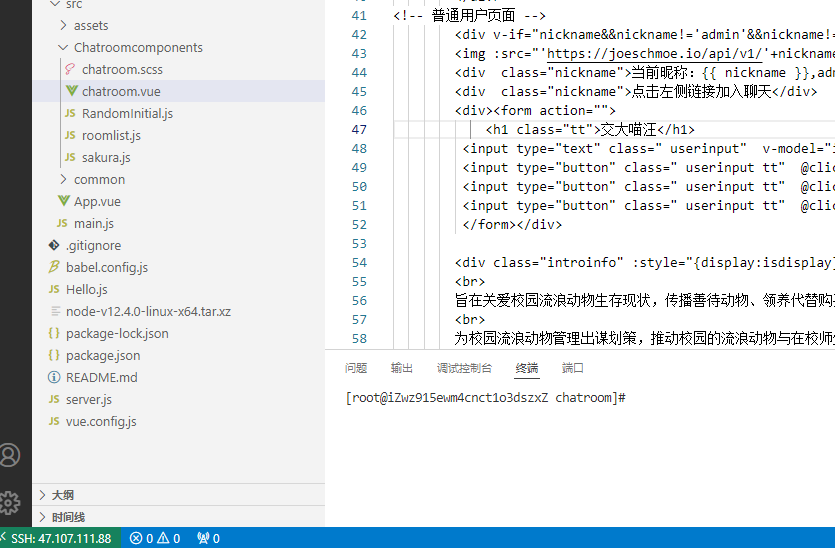 src
assets
Chatroomcomponents
chatroom.scss
chatroom.vue
RandomInitial.js
roomlist.js
sakura.js
common
App.vue
JS main.js
.gitignore
babel.config.js
JS Hello.js
node-v12.4.0-linux-x64.tar.xz
{ } package-lock.json
{ } package.json
README.md
JS server.js
JS vue.config.js
大纲
时间线
41 <!-- 普通用户页面 -->
42 <div v-if="nickname&&nickname!='admin'&&nickname!=
43 <img :src="'https://joeschmoe.io/api/v1/'+nickname
44 <div  class="nickname">当前昵称: {{ nickname }},adm
45 <div  class="nickname">点击左侧链接加入聊天</div>
46 <div><form action="">
47 <h1 class="tt">交大喵汪</h1>
48 <input type="text" class=" userinput"  v-model="i
49 <input type="button" class=" userinput tt"  @clic
50 <input type="button" class=" userinput tt"  @clic
51 <input type="button" class=" userinput tt"  @clic
52 </form></div>
53
54 <div class="introinfo" :style="{display:isdisplay}
55 <br>
56 旨在关爱校园流浪动物生存现状，传播善待动物、领养代替购
57 <br>
58 为校园流浪动物管理出谋划策，推动校园的流浪动物与在校师
问题 输出 调试控制台 终端 端口
[root@iZwz915ewm4cnct1o3dszxZ chatroom]#
SSH: 47.107.111.88 0 0 0